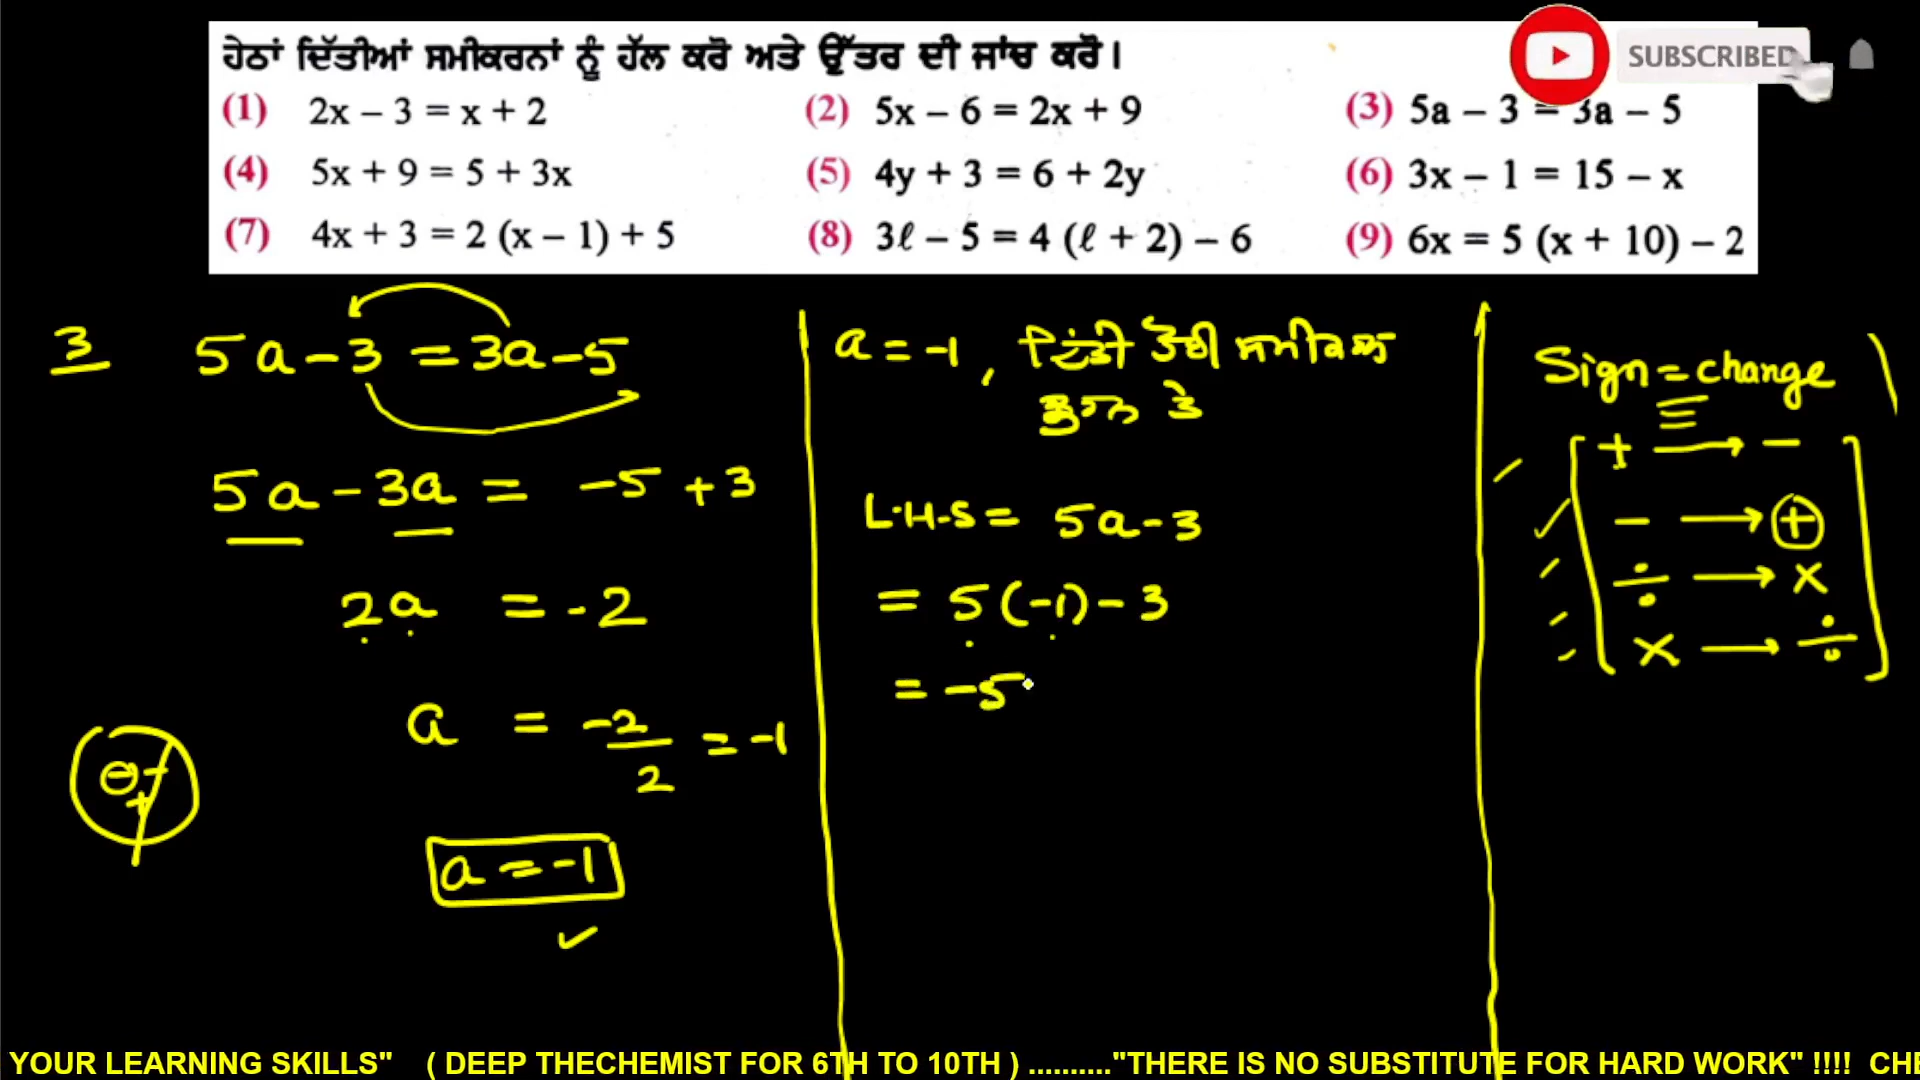 ਹੇਠਾਂ ਦਿੱਤੀਆਂ ਸਮੀਕਰਨਾਂ ਨੂੰ ਹੱਲ ਕਰੋ ਅਤੇ ਉੱਤਰ ਦੀ ਜਾਂਚ ਕਰੋ।
SUBSCRIBED
(1) 2x – 3 = x + 2 (2) 5x – 6 = 2x + 9 (3) 5a – 3 = 3a – 5
(4) 5x + 9 = 5 + 3x (5) 4y + 3 = 6 + 2y (6) 3x – 1 = 15 – x
(7) 4x + 3 = 2 (x – 1) + 5 (8) 3ℓ – 5 = 4 (ℓ + 2) – 6 (9) 6x = 5 (x + 10) – 2
3 5a - 3 = 3a - 5
5a - 3a = -5 + 3
2a = -2
a = -2/2 = -1
a = -1 ✓
a = -1,
L.H.S = 5a - 3
= 5(-1) - 3
= -5
Sign = change
+ → -
- → +
÷ → ×
× → ÷
YOUR LEARNING SKILLS" ( DEEP THECHEMIST FOR 6TH TO 10TH ) .........."THERE IS NO SUBSTITUTE FOR HARD WORK" !!!!